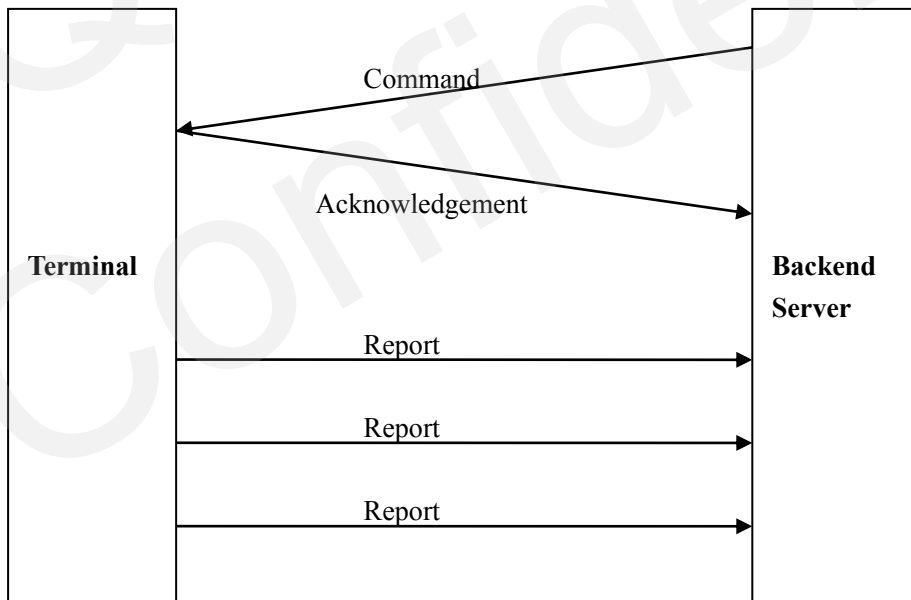 Command
Acknowledgement
Terminal
Backend
Server
Report
Report
Report